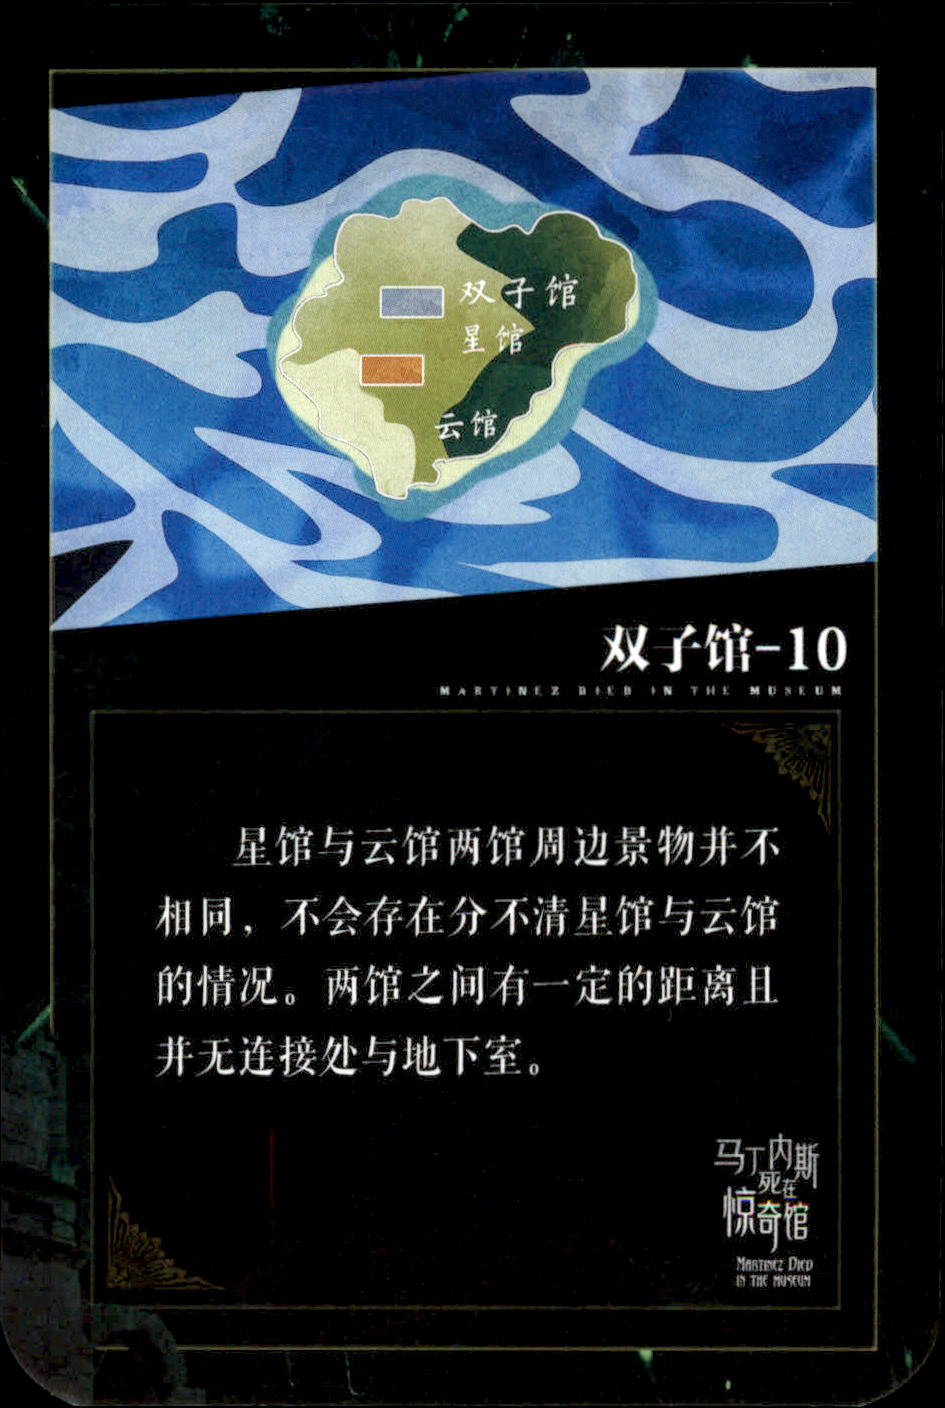 双子馆
星馆
云馆
双子馆-10
MARTINEZ DIED IN THE MUSEUM
星馆与云馆两馆周边景物并不
相同，不会存在分不清星馆与云馆
的情况。两馆之间有一定的距离且
并无连接处与地下室。
马丁内斯
死在
惊奇馆
MARTINEZ DIED
IN THE MUSEUM